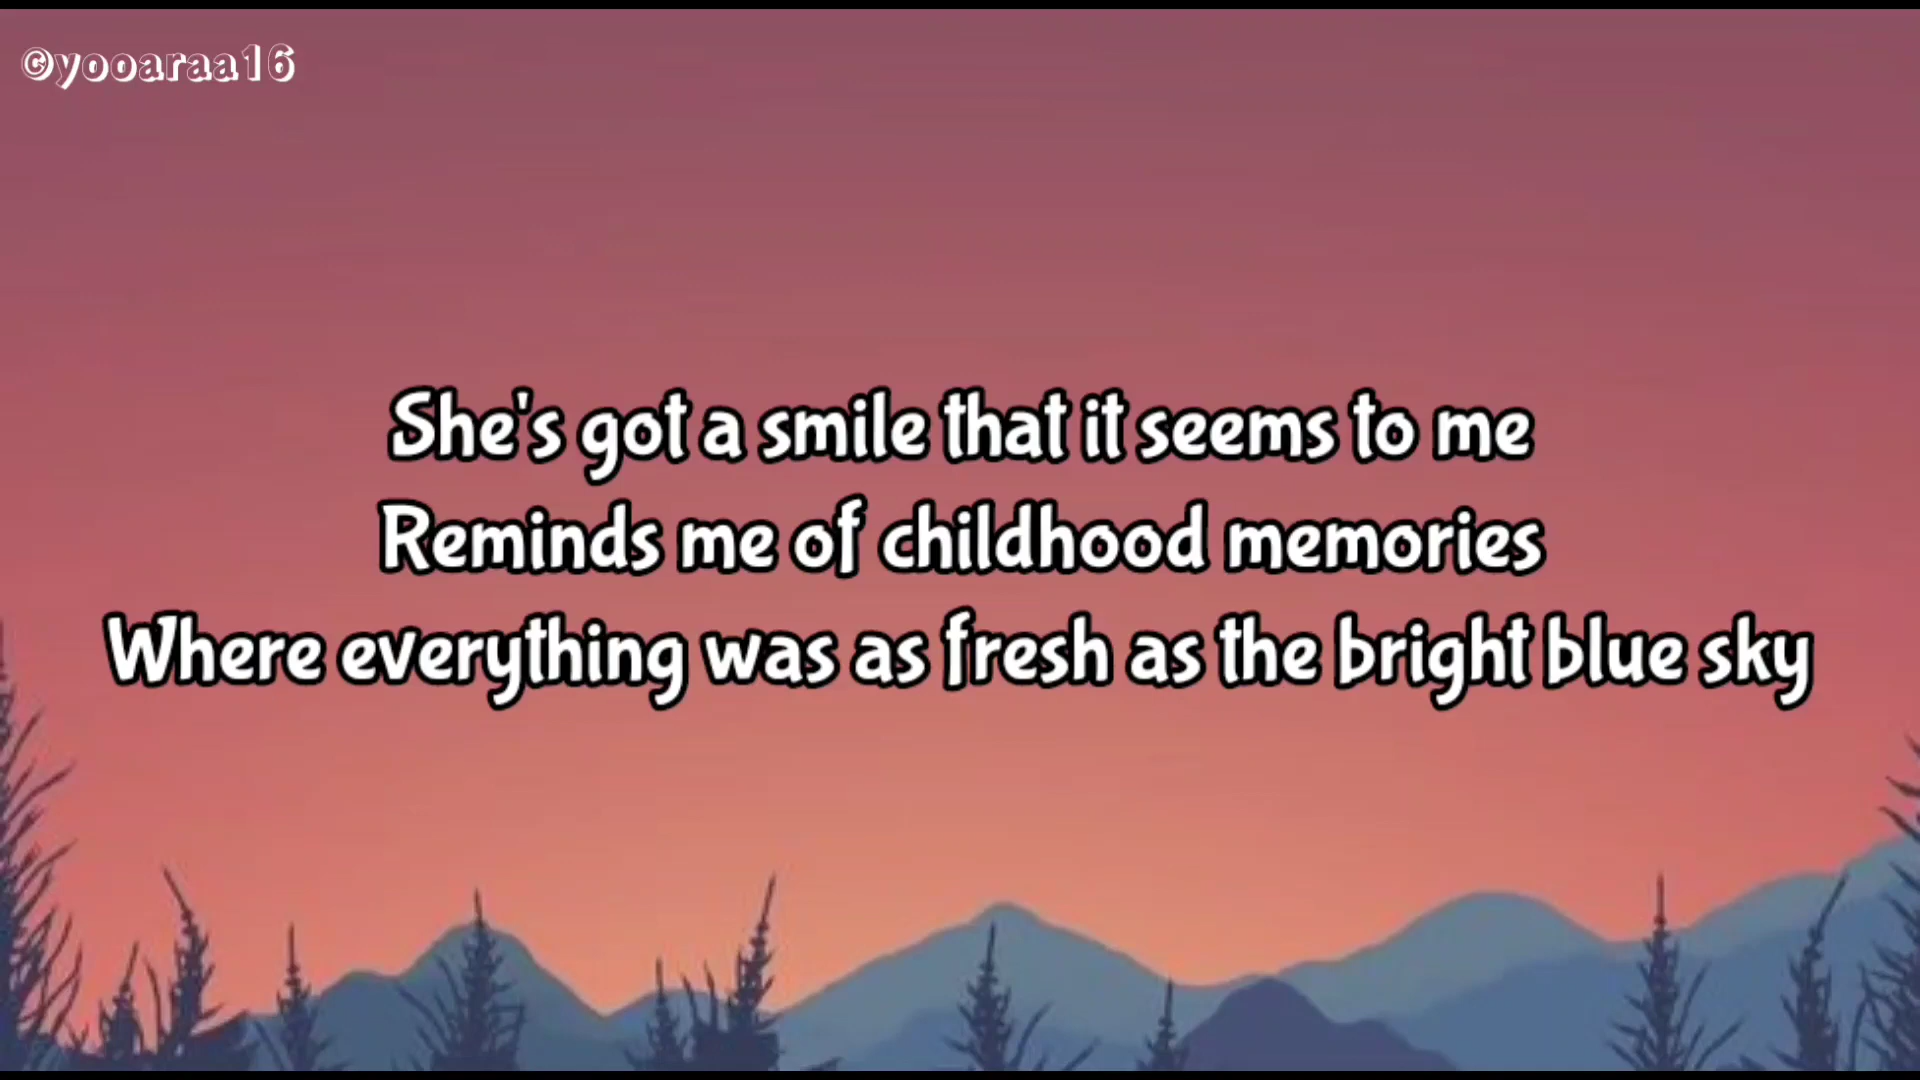 ©yooaraa16
She's got a smile that it seems to me
Reminds me of childhood memories
Where everything was as fresh as the bright blue sky